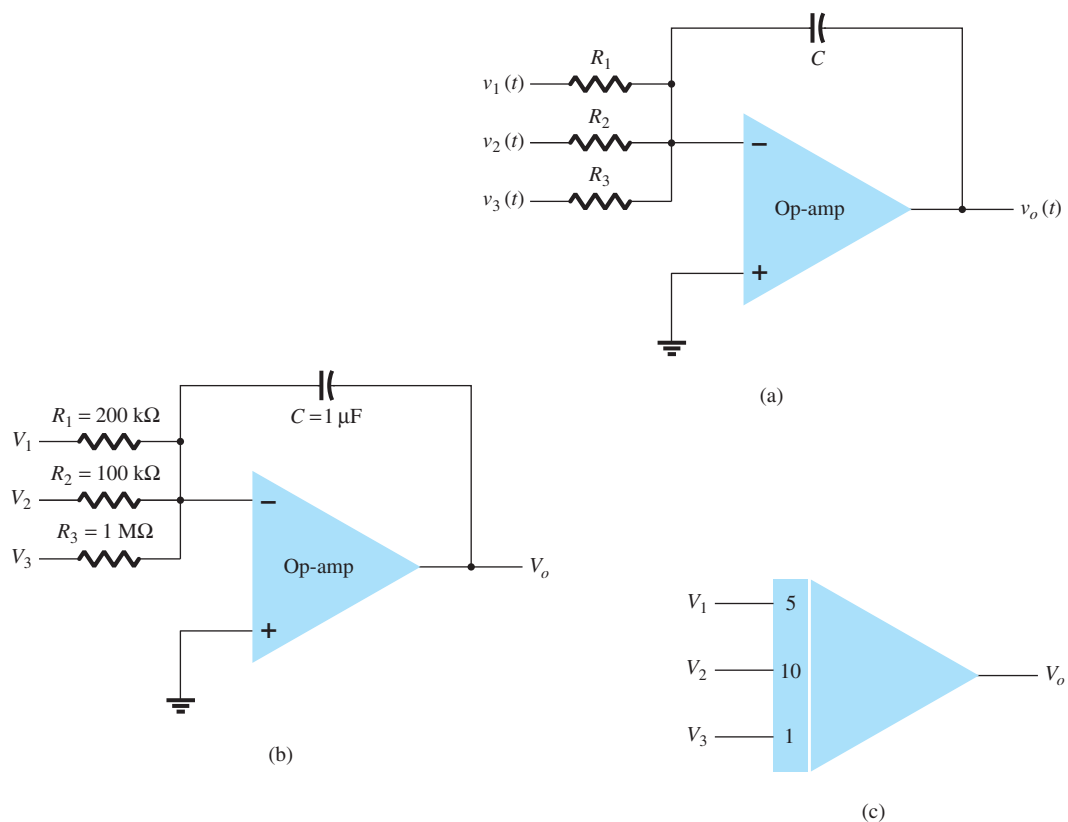 C
R₁
v₁(t)
R₂
v₂(t)
R₃
v₃(t)
−
Op-amp
vₒ(t)
+
(a)
C = 1 μF
R₁ = 200 kΩ
V₁
R₂ = 100 kΩ
V₂
−
R₃ = 1 MΩ
V₃
Op-amp
Vₒ
+
(b)
V₁ 5
V₂ 10
Vₒ
V₃ 1
(c)